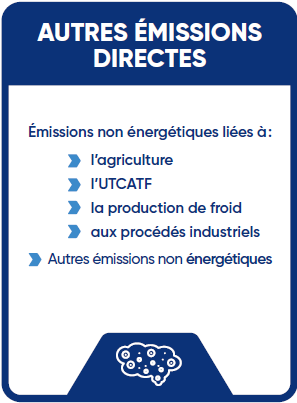 AUTRES ÉMISSIONS
DIRECTES
Émissions non énergétiques liées à :
l'agriculture
l'UTCATF
la production de froid
aux procédés industriels
Autres émissions non énergétiques